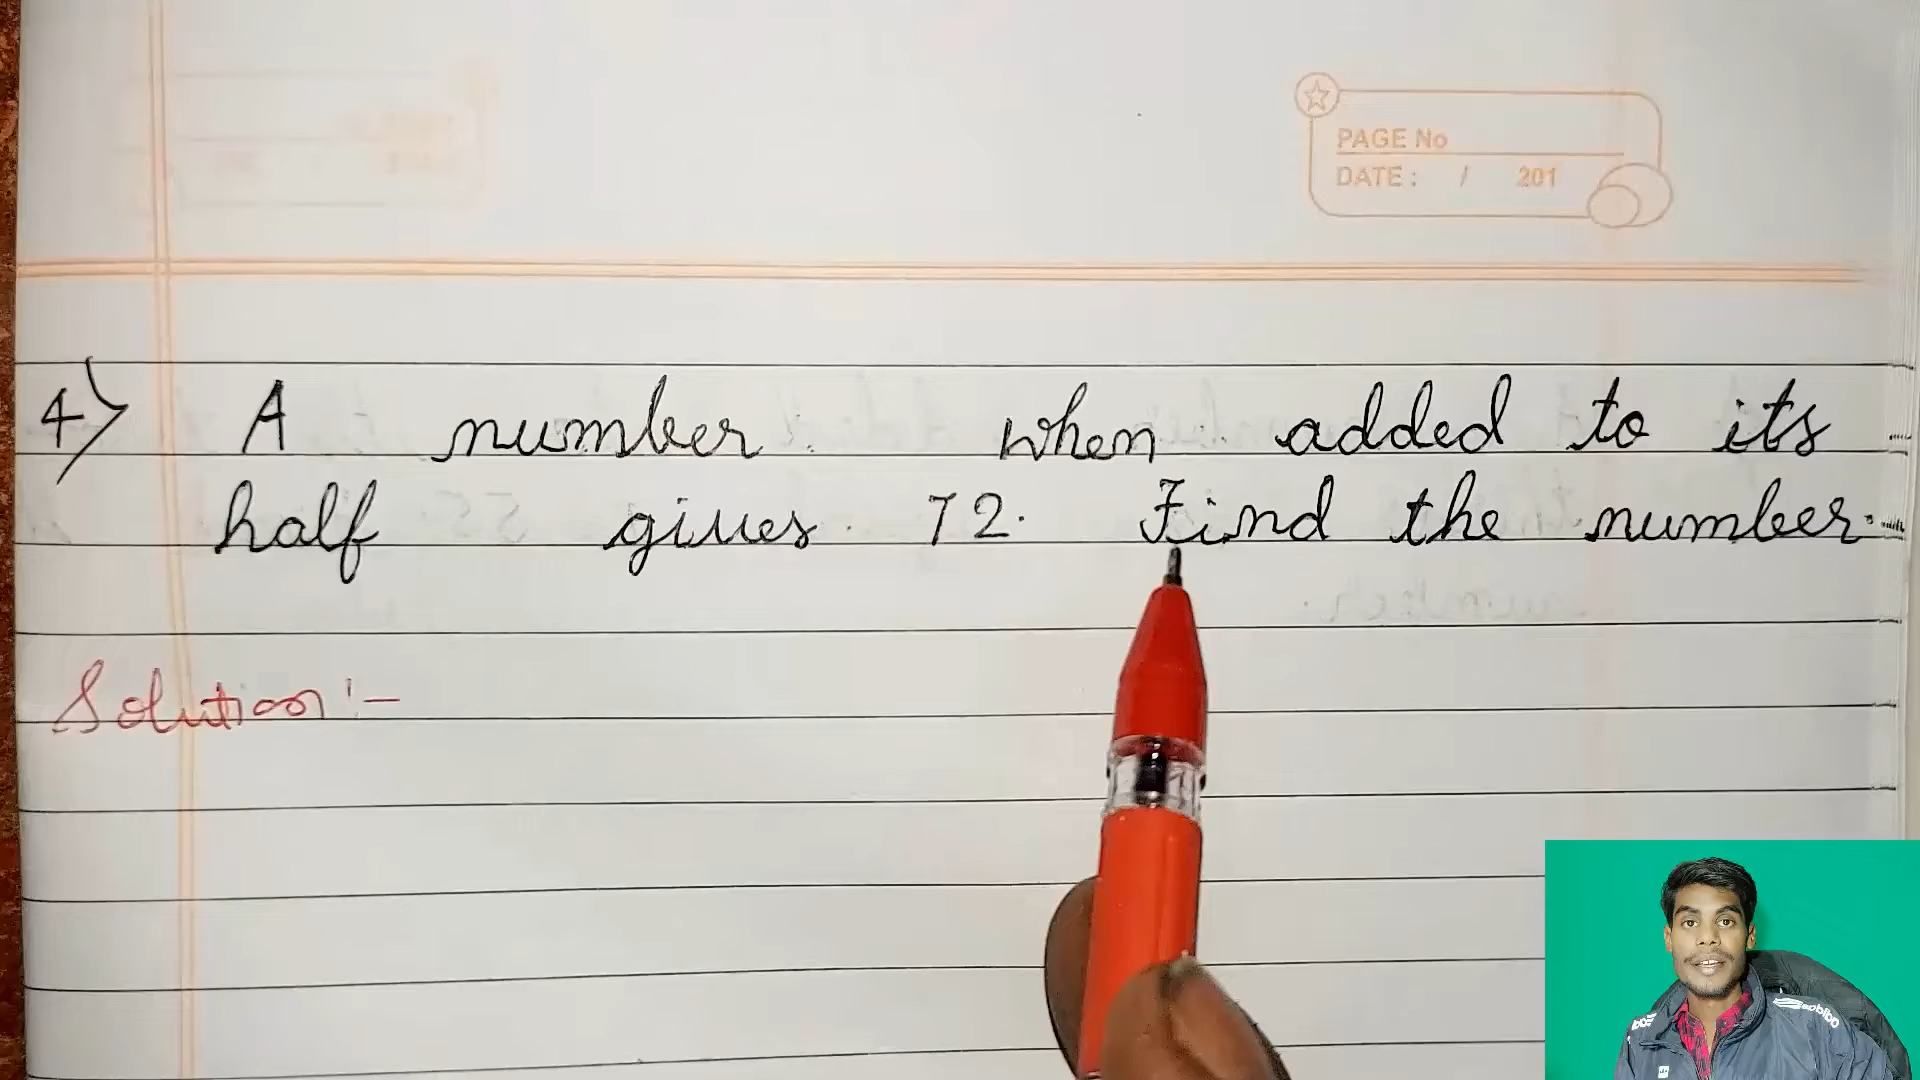 PAGE No
DATE : / 201
4) A number when added to its
half gives 72. Find the number.
Solution :-